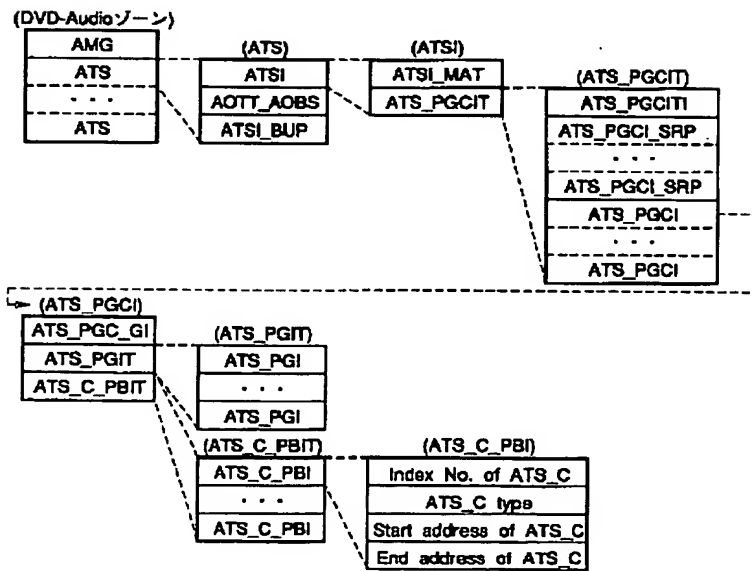 (DVD-Audioゾーン)
AMG
ATS
· · ·
ATS
(ATS)
ATSI
AOTT_AOBS
ATSI_BUP
(ATSI)
ATSI_MAT
ATS_PGCIT
(ATS_PGCIT)
ATS_PGCITI
ATS_PGCI_SRP
· · ·
ATS_PGCI_SRP
ATS_PGCI
· · ·
ATS_PGCI
(ATS_PGCI)
ATS_PGC_GI
ATS_PGIT
ATS_C_PBIT
(ATS_PGIT)
ATS_PGI
· · ·
ATS_PGI
(ATS_C_PBIT)
ATS_C_PBI
· · ·
ATS_C_PBI
(ATS_C_PBI)
Index No. of ATS_C
ATS_C type
Start address of ATS_C
End address of ATS_C